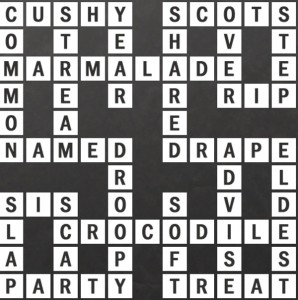 CUSHY SCOTS
O T E H V T
MARMALADE E
M E R R RIP
O A E
NAMED DRAPE
R D L
SIS O S V D
L CROCODILE
A A P F S S
PARTY TREAT